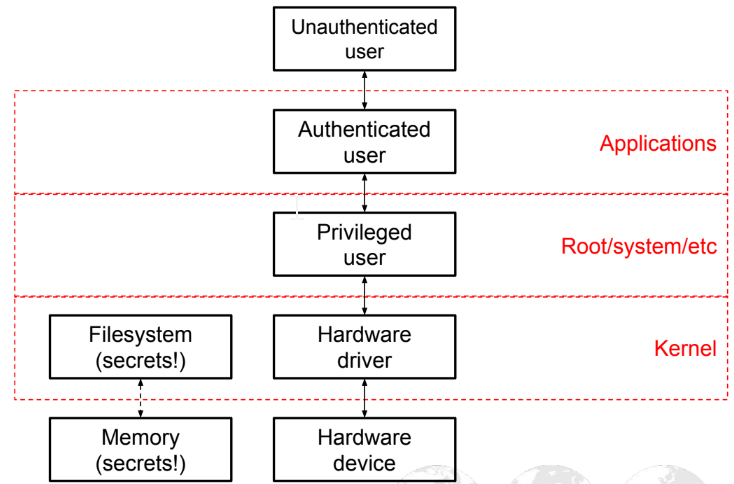 Unauthenticated
user
Authenticated
user
Applications
Privileged
user
Root/system/etc
Filesystem
(secrets!)
Hardware
driver
Kernel
Memory
(secrets!)
Hardware
device